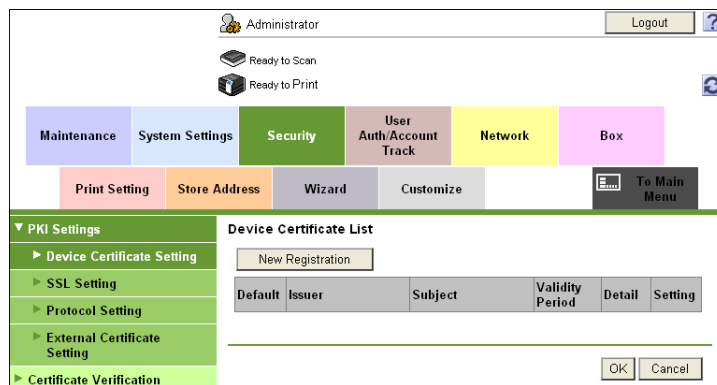 Administrator
Logout
?
Ready to Scan
Ready to Print
Maintenance
System Settings
Security
User Auth/Account Track
Network
Box
Print Setting
Store Address
Wizard
Customize
To Main Menu
PKI Settings
Device Certificate Setting
SSL Setting
Protocol Setting
External Certificate Setting
Certificate Verification
Device Certificate List
New Registration
Default
Issuer
Subject
Validity Period
Detail
Setting
OK
Cancel